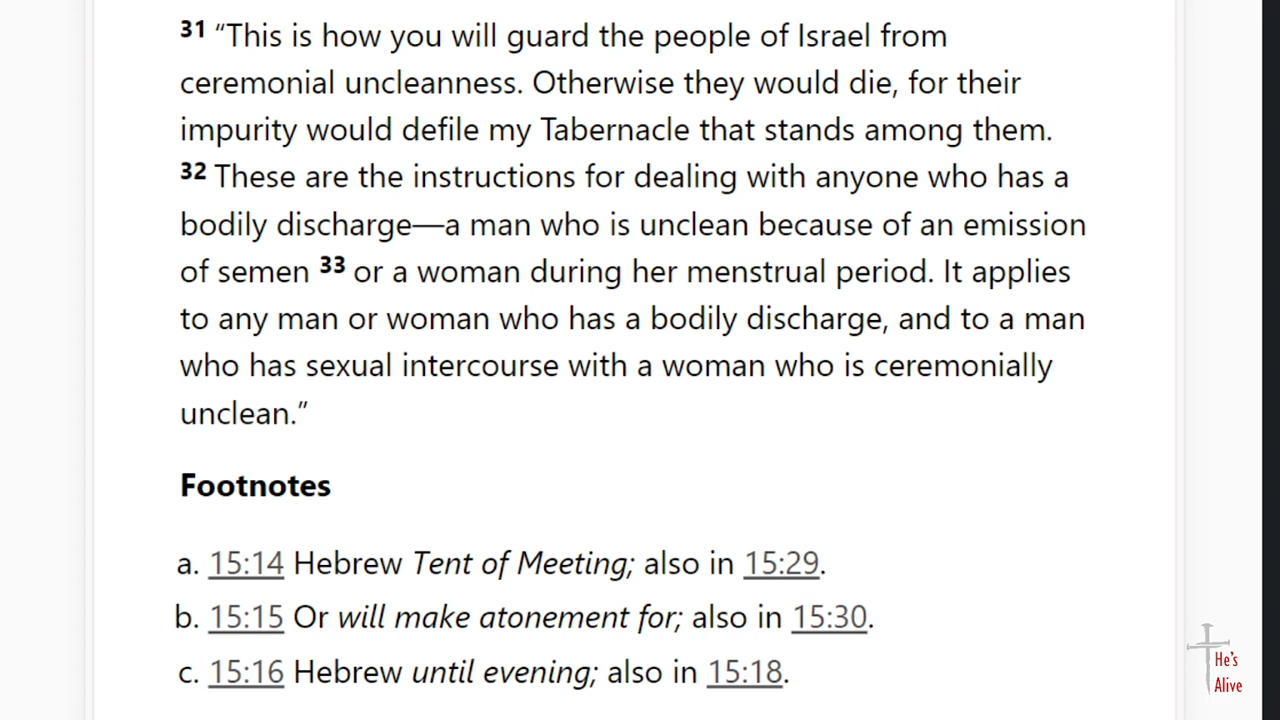 31 “This is how you will guard the people of Israel from
ceremonial uncleanness. Otherwise they would die, for their
impurity would defile my Tabernacle that stands among them.
32 These are the instructions for dealing with anyone who has a
bodily discharge—a man who is unclean because of an emission
of semen 33 or a woman during her menstrual period. It applies
to any man or woman who has a bodily discharge, and to a man
who has sexual intercourse with a woman who is ceremonially
unclean.”
Footnotes
a. 15:14 Hebrew Tent of Meeting; also in 15:29.
b. 15:15 Or will make atonement for; also in 15:30.
c. 15:16 Hebrew until evening; also in 15:18.
He's
Alive